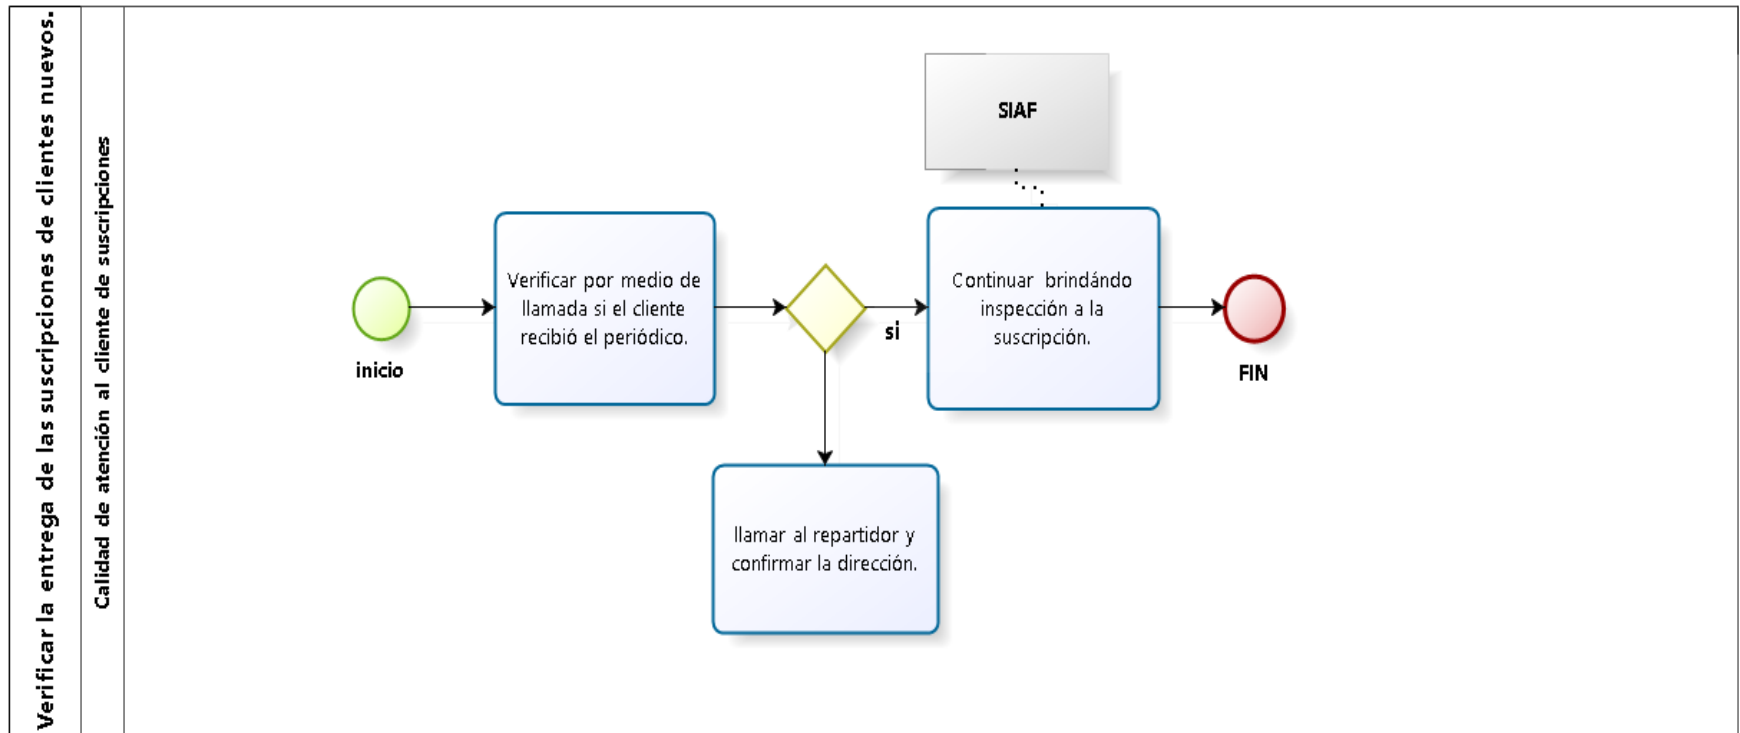 Verificar la entrega de las suscripciones de clientes nuevos.
Calidad de atención al cliente de suscripciones
SIAF
Verificar por medio de
llamada si el cliente
recibió el periódico.
Continuar brindándo
inspección a la
suscripción.
si
inicio
FIN
llamar al repartidor y
confirmar la dirección.